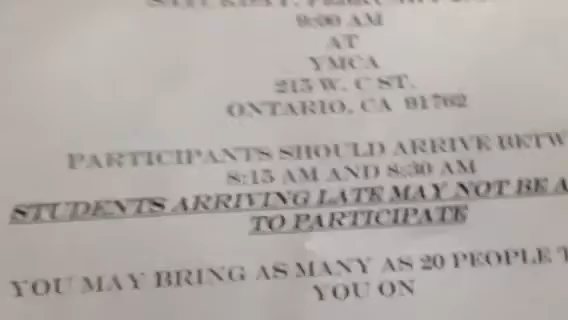 9:00 AM
AT
YMCA
215 W. C ST.
ONTARIO, CA 91762
PARTICIPANTS SHOULD ARRIVE BETW
8:15 AM AND 8:30 AM
STUDENTS ARRIVING LATE MAY NOT BE A
TO PARTICIPATE
YOU MAY BRING AS MANY AS 20 PEOPLE T
YOU ON